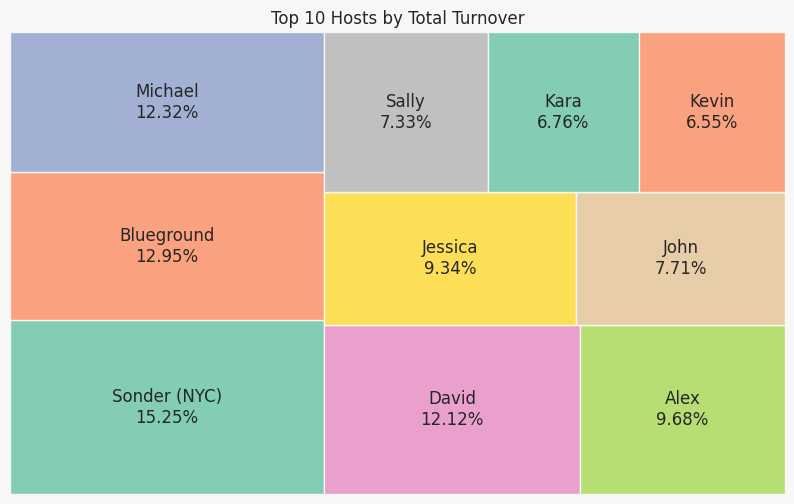 Top 10 Hosts by Total Turnover
Michael
12.32%
Sally
7.33%
Kara
6.76%
Kevin
6.55%
Blueground
12.95%
Jessica
9.34%
John
7.71%
Sonder (NYC)
15.25%
David
12.12%
Alex
9.68%